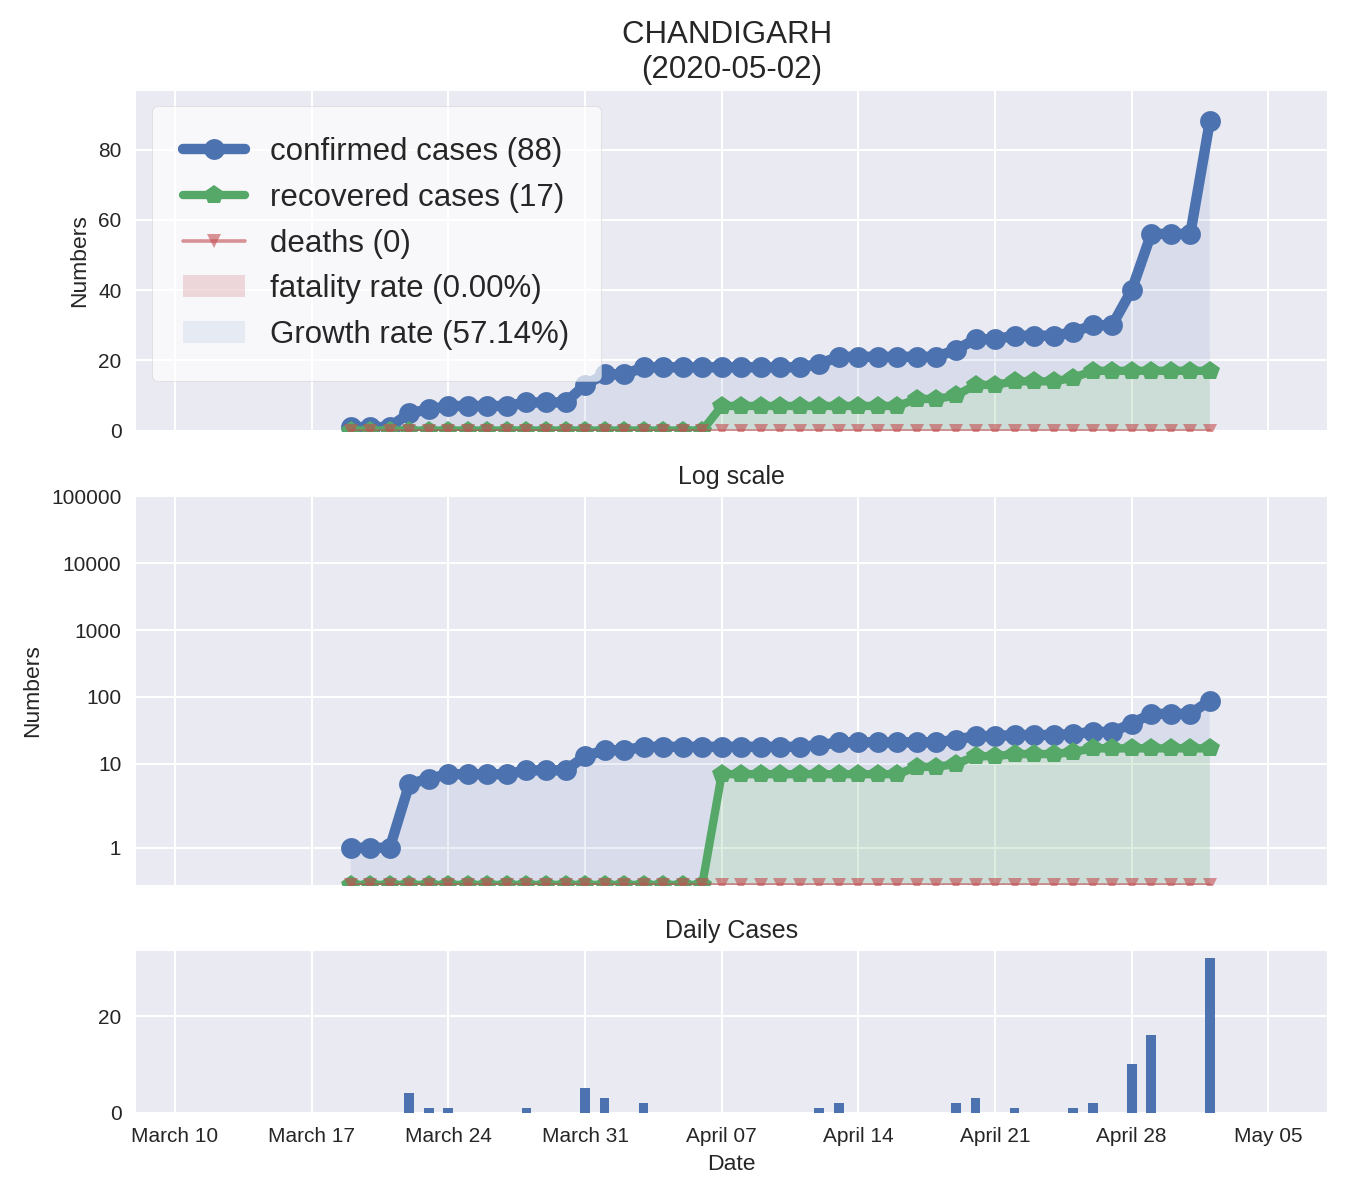 CHANDIGARH
(2020-05-02)
80
60
40
20
0
Numbers
confirmed cases (88)
recovered cases (17)
deaths (0)
fatality rate (0.00%)
Growth rate (57.14%)
Log scale
100000
10000
1000
100
10
1
Numbers
Daily Cases
20
0
March 10 March 17 March 24 March 31 April 07 April 14 April 21 April 28 May 05
Date